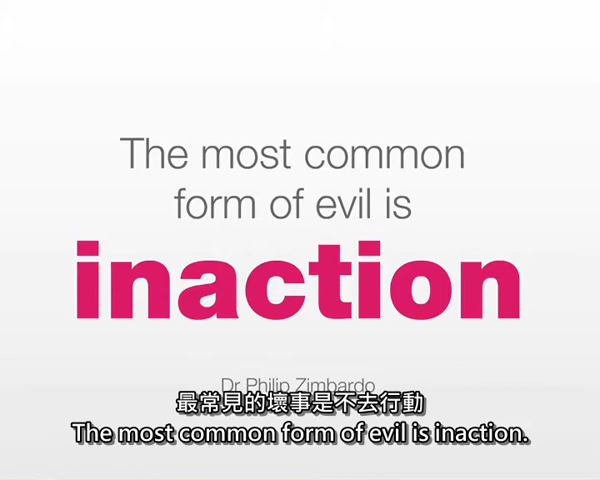 The most common
form of evil is
inaction
Dr Philip Zimbardo
最常見的壞事是不去行動
The most common form of evil is inaction.